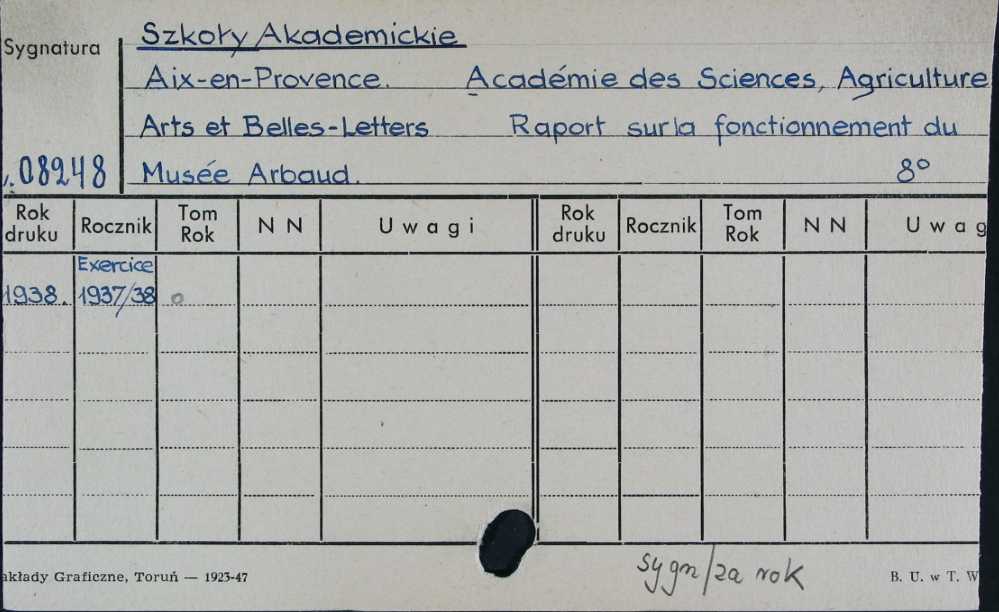 Szkoły Akademickie
Sygnatura
Aix-en-Provence. Académie des Sciences, Agriculture
Arts et Belles-Letters Raport sur la fonctionnement du
08248 Musée Arbaud. 8°
Rok druku Rocznik Tom Rok N N Uwagi Rok druku Rocznik Tom Rok N N Uwag
Exercice
1938. 1937/38
akłady Graficzne, Toruń — 1923-47
sygn/za rok
B. U. w T. W